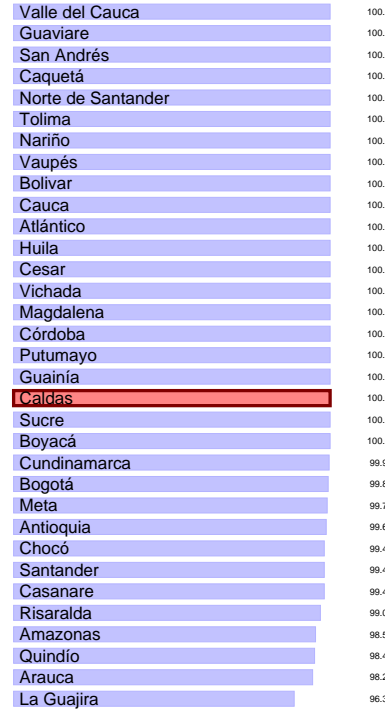 Valle del Cauca 100.
Guaviare 100.
San Andrés 100.
Caquetá 100.
Norte de Santander 100.
Tolima 100.
Nariño 100.
Vaupés 100.
Bolivar 100.
Cauca 100.
Atlántico 100.
Huila 100.
Cesar 100.
Vichada 100.
Magdalena 100.
Córdoba 100.
Putumayo 100.
Guainía 100.
Caldas 100.
Sucre 100.
Boyacá 100.
Cundinamarca 99.9
Bogotá 99.8
Meta 99.7
Antioquia 99.6
Chocó 99.4
Santander 99.4
Casanare 99.4
Risaralda 99.0
Amazonas 98.5
Quindío 98.4
Arauca 98.2
La Guajira 96.3